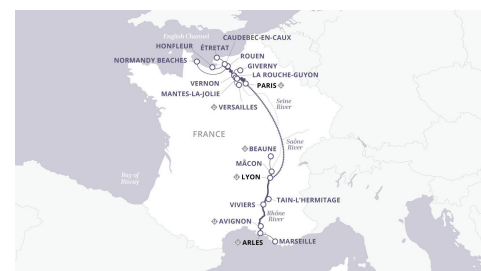 English Channel
CAUDEBEC-EN-CAUX
HONFLEUR
ÉTRETAT
ROUEN
NORMANDY BEACHES
GIVERNY
LA ROUCHE-GUYON
VERNON
PARIS
MANTES-LA-JOLIE
VERSAILLES
Seine
River
FRANCE
BEAUNE
Saône
River
MÂCON
LYON
Bay of
Biscay
TAIN-L'HERMITAGE
VIVIERS
Rhône
River
AVIGNON
ARLES
MARSEILLE